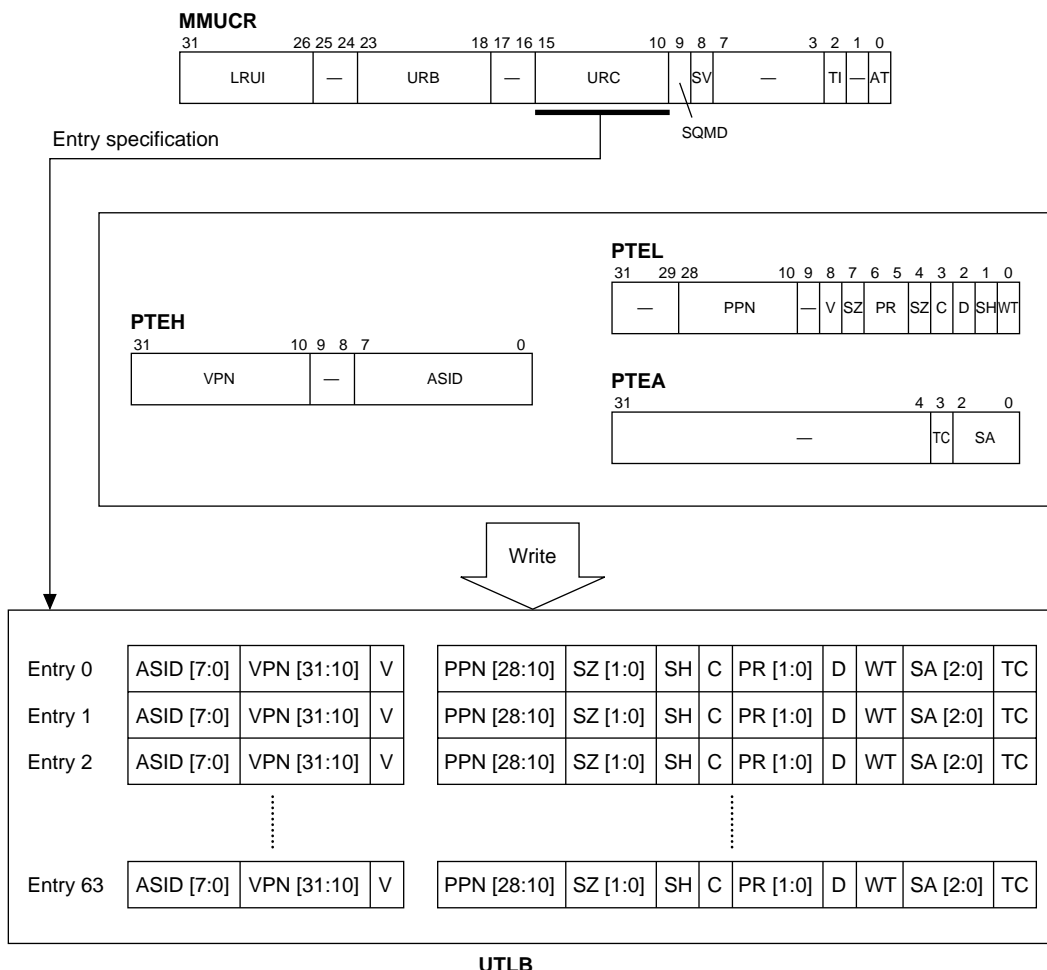 MMUCR
31 26 25 24 23 18 17 16 15 10 9 8 7 3 2 1 0
LRUI — URB — URC SV — TI — AT
SQMD
Entry specification
PTEL
31 29 28 10 9 8 7 6 5 4 3 2 1 0
— PPN — V SZ PR SZ C D SH WT
PTEH
31 10 9 8 7 0
VPN — ASID
PTEA
31 4 3 2 0
— TC SA
Write
Entry 0 ASID [7:0] VPN [31:10] V PPN [28:10] SZ [1:0] SH C PR [1:0] D WT SA [2:0] TC
Entry 1 ASID [7:0] VPN [31:10] V PPN [28:10] SZ [1:0] SH C PR [1:0] D WT SA [2:0] TC
Entry 2 ASID [7:0] VPN [31:10] V PPN [28:10] SZ [1:0] SH C PR [1:0] D WT SA [2:0] TC
Entry 63 ASID [7:0] VPN [31:10] V PPN [28:10] SZ [1:0] SH C PR [1:0] D WT SA [2:0] TC
UTLB